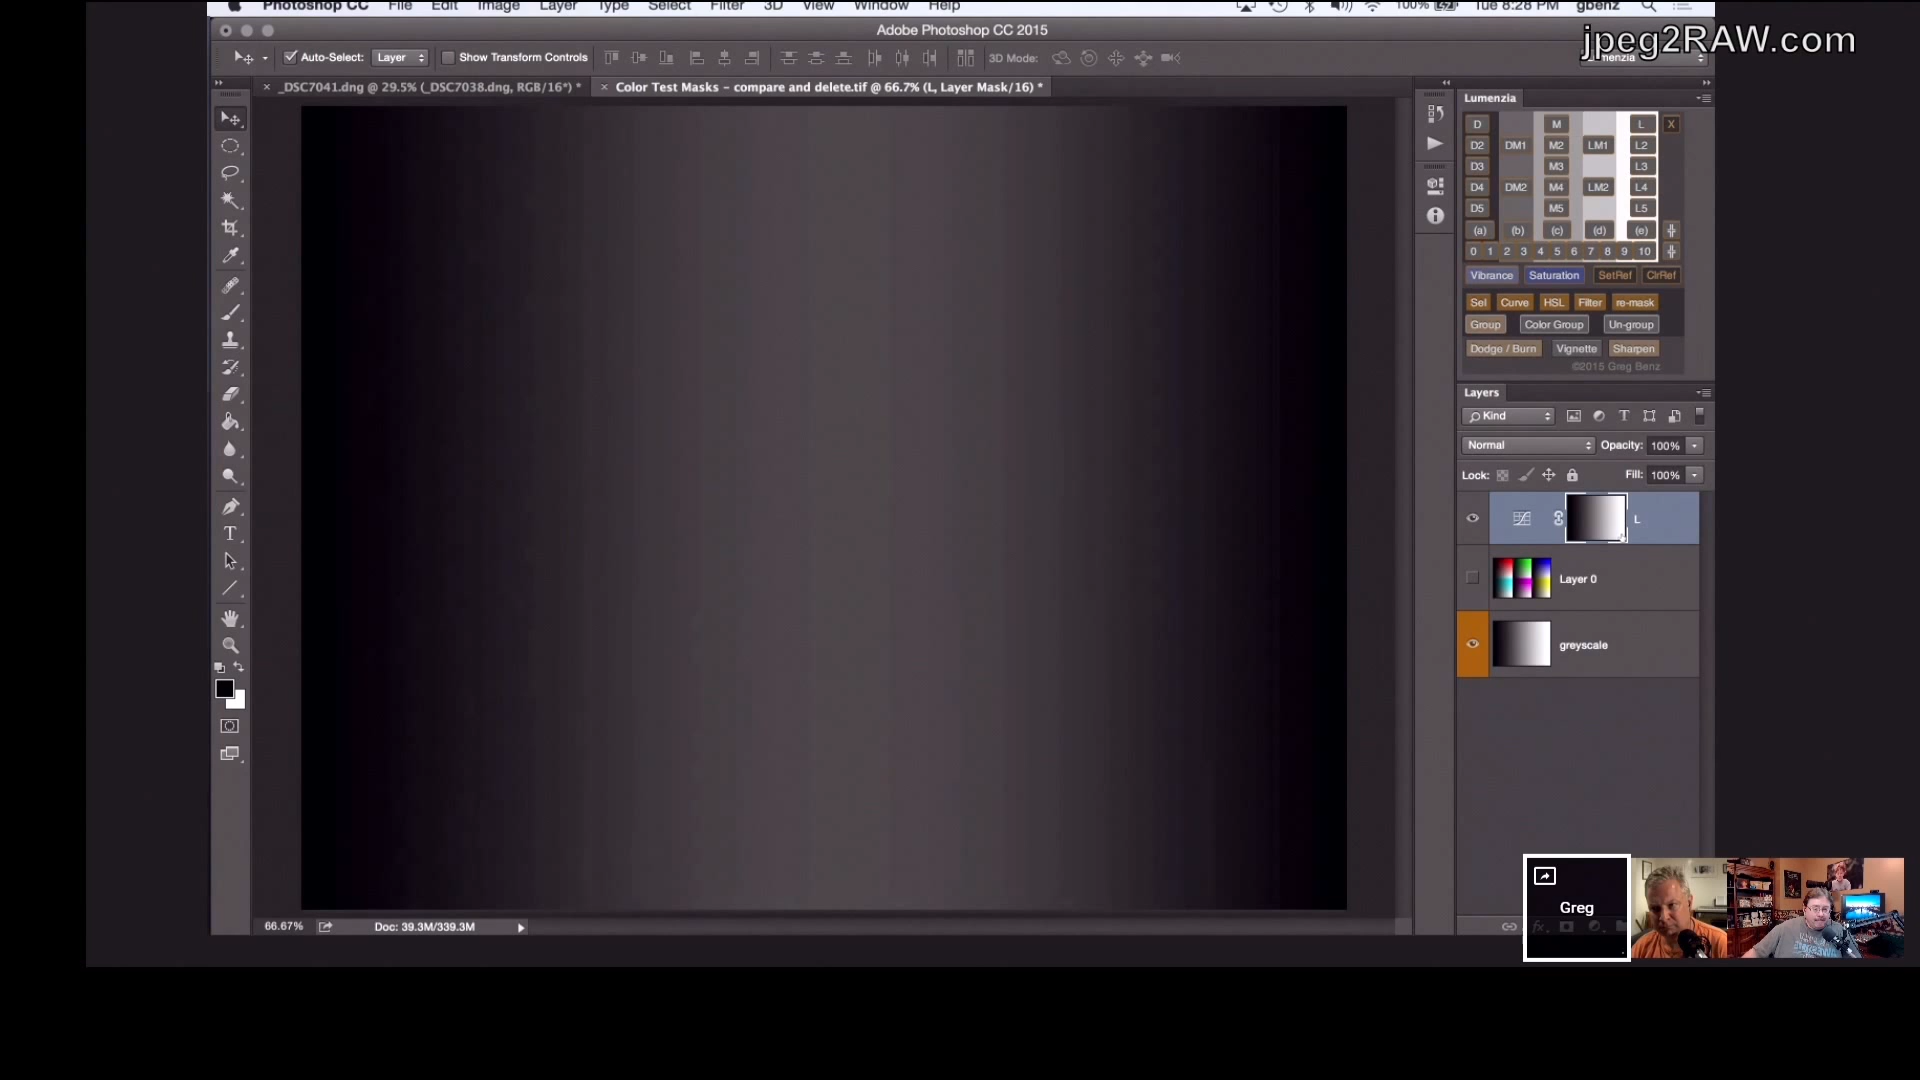 Photoshop CC File Edit Image Layer Type Select Filter 3D View Window Help 100% Tue 8:28 PM gbenz
Adobe Photoshop CC 2015
jpeg2RAW.com
Auto-Select: Layer Show Transform Controls 3D Mode:
_DSC7041.dng @ 29.5% (_DSC7038.dng, RGB/16*) *
Color Test Masks – compare and delete.tif @ 66.7% (L, Layer Mask/16) *
Lumenzia
D M L X
D2 DM1 M2 LM1 L2
D3 M3 L3
D4 DM2 M4 LM2 L4
D5 M5 L5
(a) (b) (c) (d) (e)
0 1 2 3 4 5 6 7 8 9 10
Vibrance Saturation SetRef ClrRef
Sel Curve HSL Filter re-mask
Group Color Group Un-group
Dodge / Burn Vignette Sharpen
©2015 Greg Benz
Layers
Kind
Normal Opacity: 100%
Lock: Fill: 100%
L
Layer 0
greyscale
Greg
66.67% Doc: 39.3M/339.3M